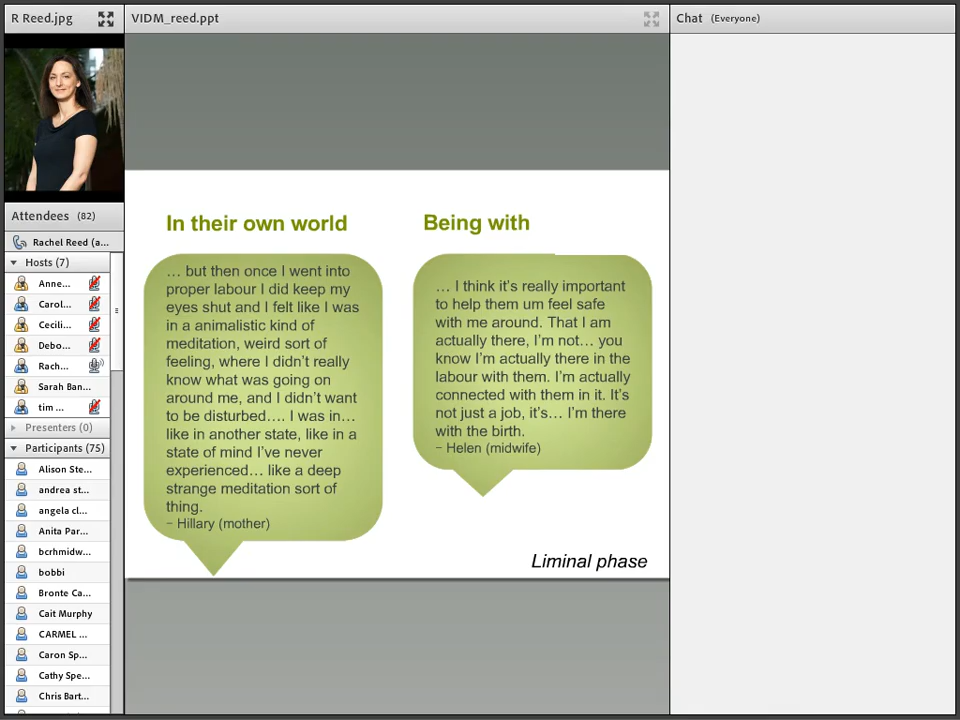 R Reed.jpg
Attendees (82)
Rachel Reed (a...
Hosts (7)
Anne...
Carol...
Cecili...
Debo...
Rach...
Sarah Ban...
tim ...
Presenters (0)
Participants (75)
Alison Ste...
andrea st...
angela cl...
Anita Par...
bcrhmidw...
bobbi
Bronte Ca...
Cait Murphy
CARMEL ...
Caron Sp...
Cathy Spe...
Chris Bart...
VIDM_reed.ppt
In their own world
… but then once I went into
proper labour I did keep my
eyes shut and I felt like I was
in a animalistic kind of
meditation, weird sort of
feeling, where I didn't really
know what was going on
around me, and I didn't want
to be disturbed…. I was in…
like in another state, like in a
state of mind I've never
experienced… like a deep
strange meditation sort of
thing.
– Hillary (mother)
Being with
… I think it's really important
to help them um feel safe
with me around. That I am
actually there, I'm not… you
know I'm actually there in the
labour with them. I'm actually
connected with them in it. It's
not just a job, it's… I'm there
with the birth.
– Helen (midwife)
Liminal phase
Chat (Everyone)